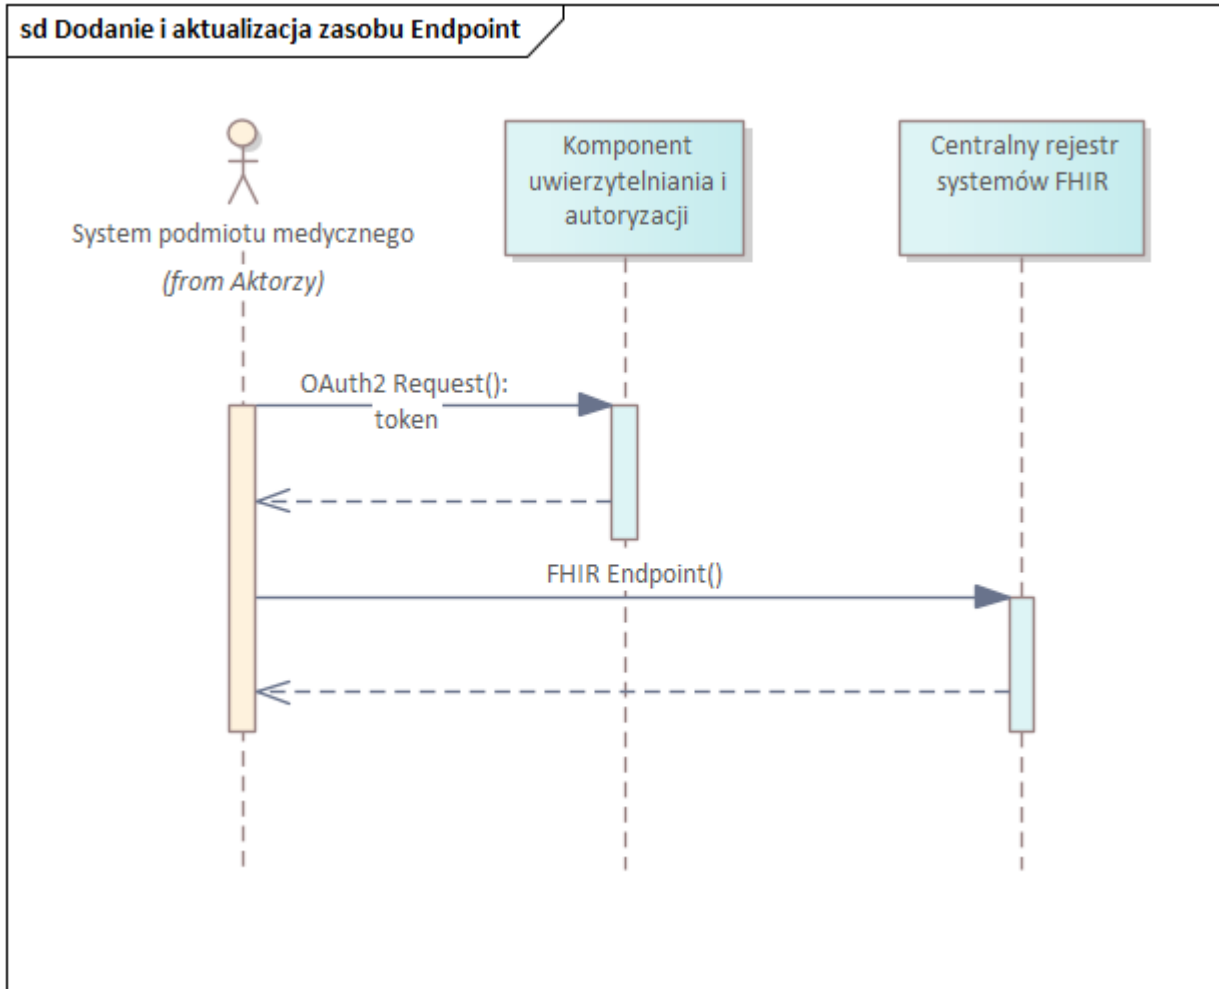 sd Dodanie i aktualizacja zasobu Endpoint
System podmiotu medycznego
(from Aktorzy)
Komponent
uwierzytelniania i
autoryzacji
Centralny rejestr
systemów FHIR
OAuth2 Request():
token
FHIR Endpoint()